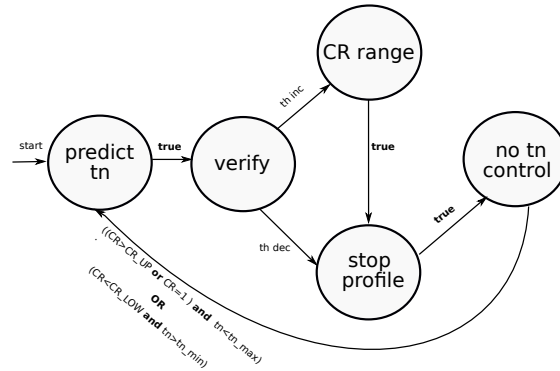 CR range
th inc
start
predict
tn
true
verify
true
no tn
control
th dec
true
stop
profile
((CR>CR_UP or CR=1 ) and tn<tn_max)
OR
(CR<CR_LOW and tn>tn_min)